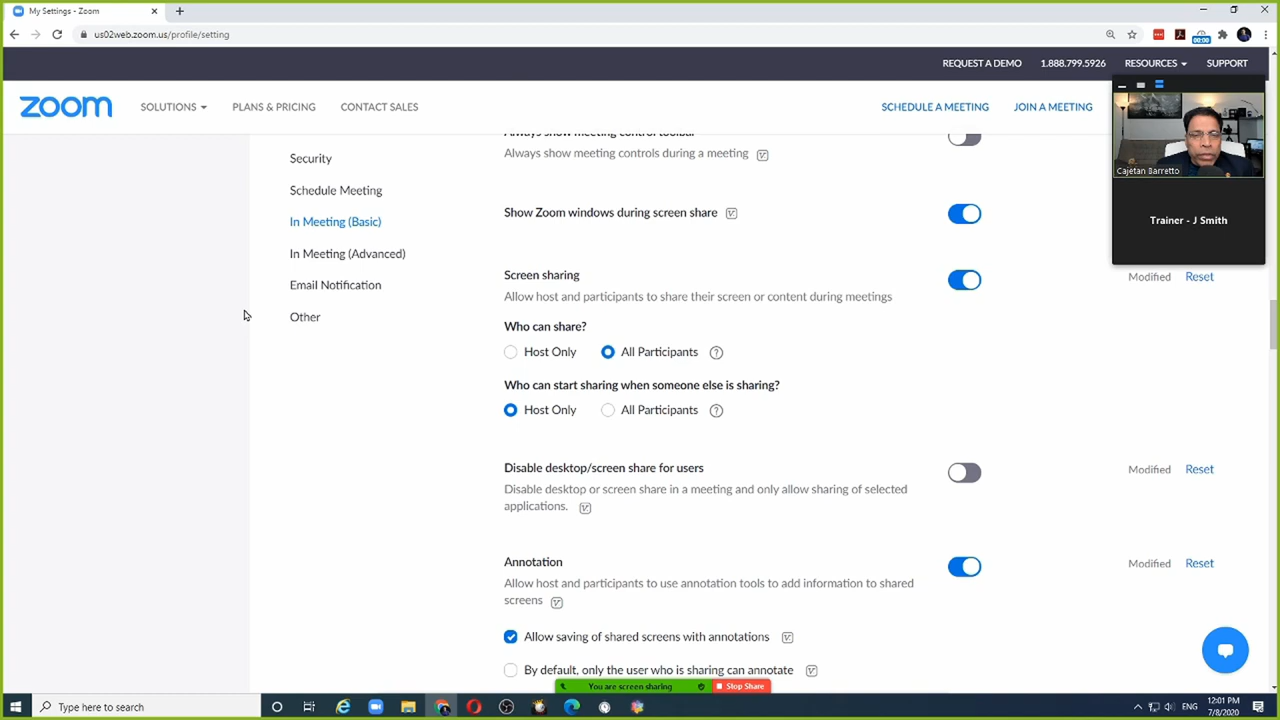 My Settings - Zoom
us02web.zoom.us/profile/setting
00:00
REQUEST A DEMO 1.888.799.5926 RESOURCES SUPPORT
zoom
SOLUTIONS PLANS & PRICING CONTACT SALES SCHEDULE A MEETING JOIN A MEETING
Cajetan Barretto
Trainer - J Smith
Security
Schedule Meeting
In Meeting (Basic)
In Meeting (Advanced)
Email Notification
Other
Always show meeting control toolbar
Always show meeting controls during a meeting
Show Zoom windows during screen share
Screen sharing
Modified Reset
Allow host and participants to share their screen or content during meetings
Who can share?
Host Only All Participants
Who can start sharing when someone else is sharing?
Host Only All Participants
Disable desktop/screen share for users
Modified Reset
Disable desktop or screen share in a meeting and only allow sharing of selected
applications.
Annotation
Modified Reset
Allow host and participants to use annotation tools to add information to shared
screens
Allow saving of shared screens with annotations
By default, only the user who is sharing can annotate
You are screen sharing Stop Share
Type here to search
ENG
12:01 PM
7/8/2020